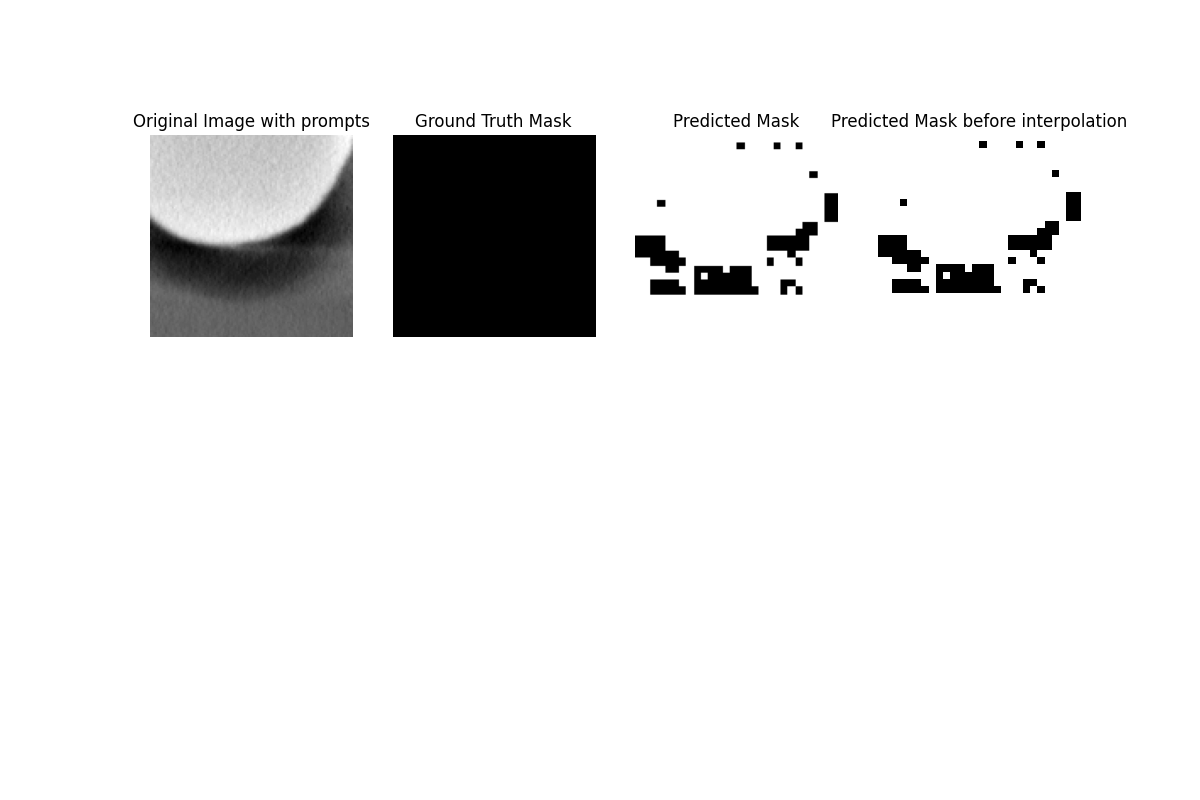 Original Image with prompts
Ground Truth Mask
Predicted Mask
Predicted Mask before interpolation